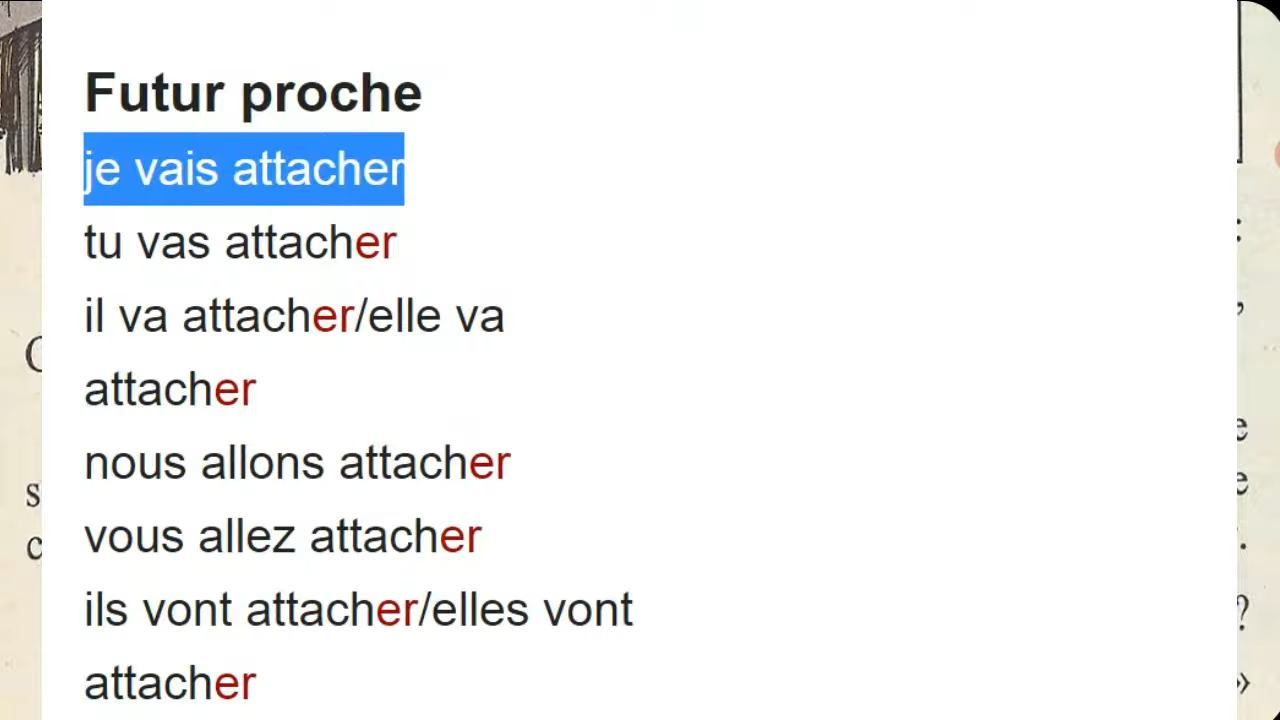 Futur proche
je vais attacher
tu vas attacher
il va attacher/elle va
attacher
nous allons attacher
vous allez attacher
ils vont attacher/elles vont
attacher